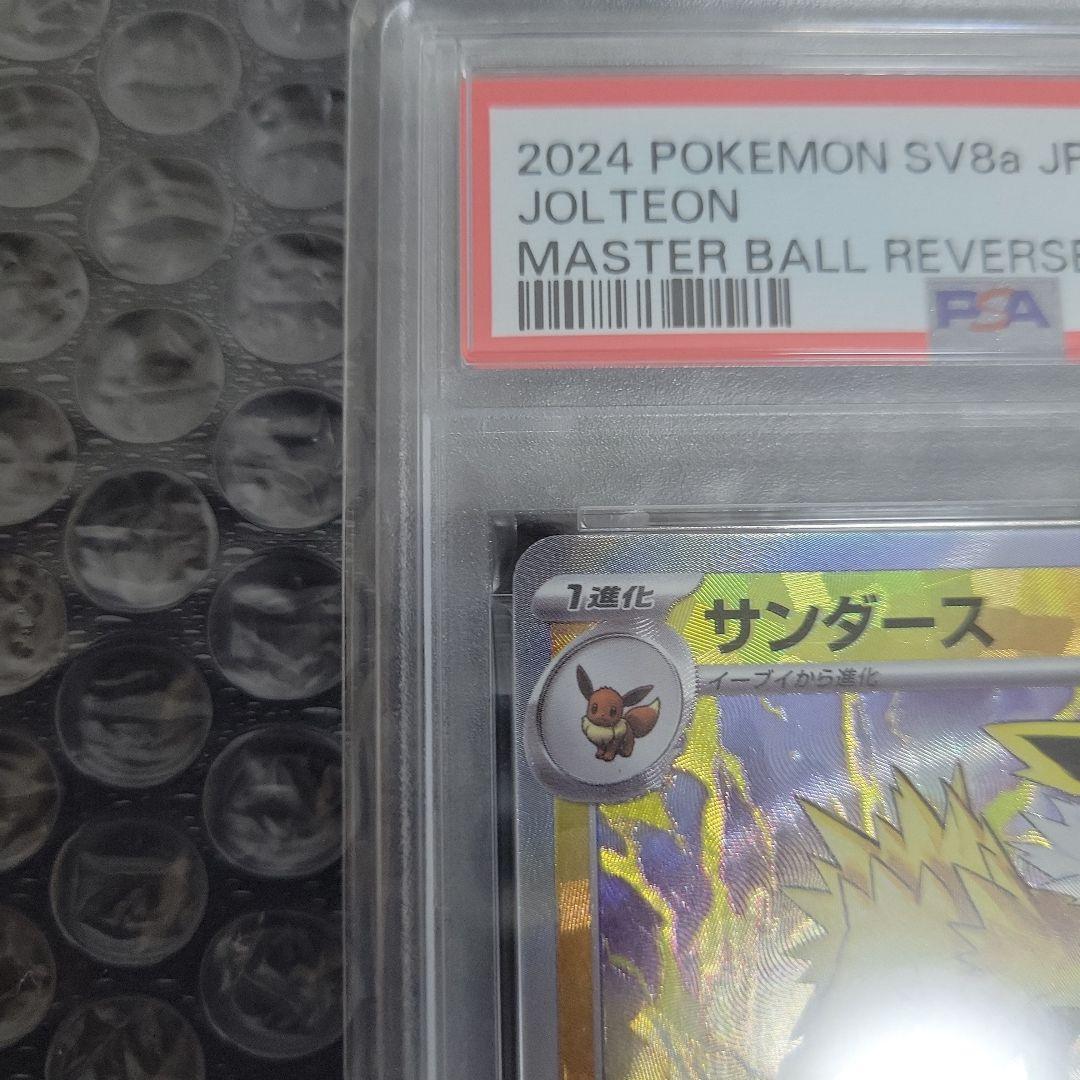 2024 POKEMON SV8a JP
JOLTEON
MASTER BALL REVERSE
PSA
1進化
サンダース
イーブイから進化